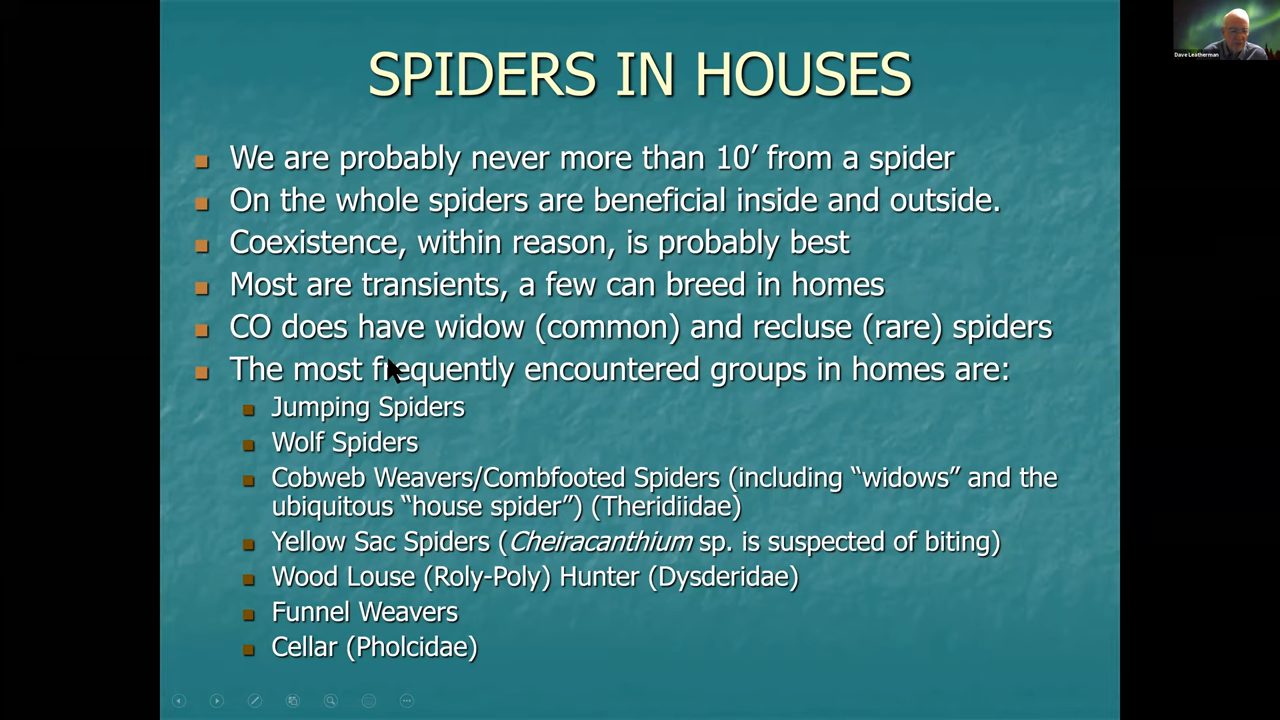 SPIDERS IN HOUSES
Dave Leatherman
We are probably never more than 10’ from a spider
On the whole spiders are beneficial inside and outside.
Coexistence, within reason, is probably best
Most are transients, a few can breed in homes
CO does have widow (common) and recluse (rare) spiders
The most frequently encountered groups in homes are:
Jumping Spiders
Wolf Spiders
Cobweb Weavers/Combfooted Spiders (including “widows” and the
ubiquitous “house spider”) (Theridiidae)
Yellow Sac Spiders (Cheiracanthium sp. is suspected of biting)
Wood Louse (Roly-Poly) Hunter (Dysderidae)
Funnel Weavers
Cellar (Pholcidae)